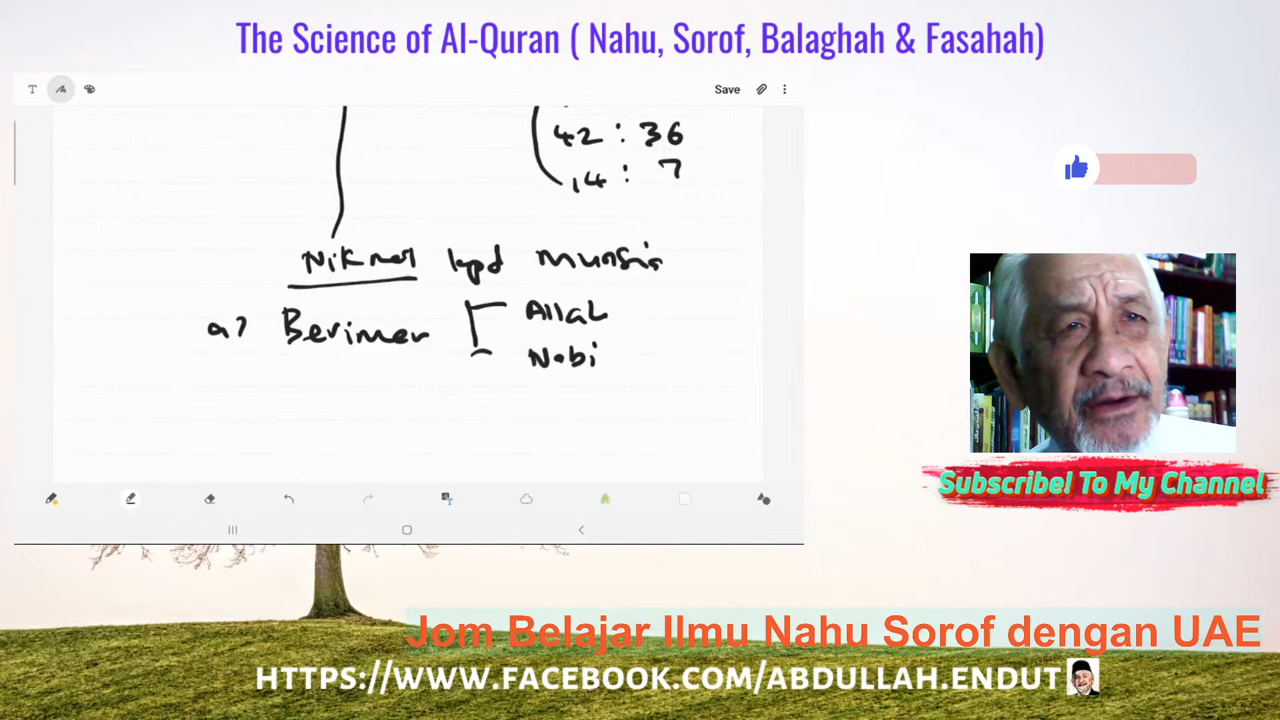 The Science of Al-Quran ( Nahu, Sorof, Balaghah & Fasahah)
T
Save
42 : 36
14 : 7
Nikmat kpd manusia
a) Beriman
Allah
Nabi
Subscribe! To My Channel
Jom Belajar Ilmu Nahu Sorof dengan UAE
HTTPS://WWW.FACEBOOK.COM/ABDULLAH.ENDUT